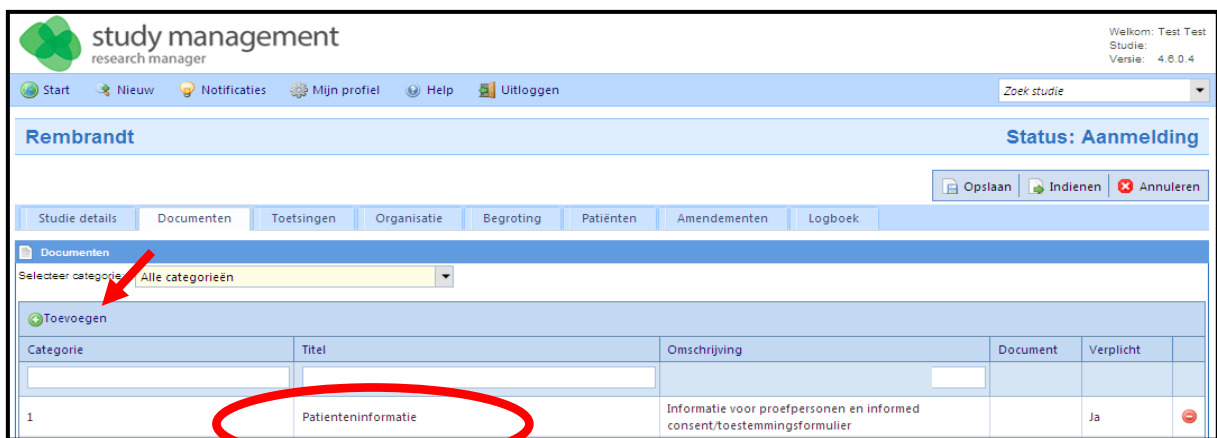 study management
research manager
Welkom: Test Test
Studie:
Versie: 4.6.0.4
Start Nieuw Notificaties Mijn profiel Help Uitloggen Zoek studie
Rembrandt Status: Aanmelding
Opslaan Indienen Annuleren
Studie details Documenten Toetsingen Organisatie Begroting Patiënten Amendementen Logboek
Documenten
Selecteer categorie Alle categorieën
Toevoegen
Categorie Titel Omschrijving Document Verplicht
1 Patienteninformatie Informatie voor proefpersonen en informed consent/toestemmingsformulier Ja